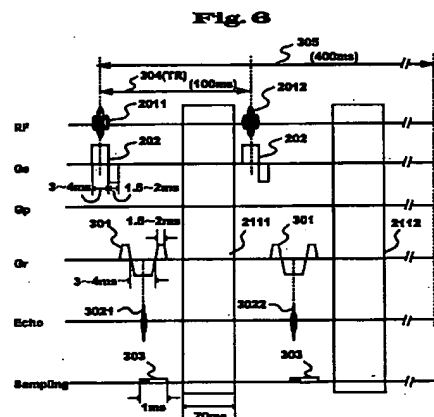 Fig. 6
305
304(TR)
(400ms)
(100ms)
2011
2012
RF
202
202
Gs
3~4ms
1.5~2ms
Gp
301
1.5~2ms
2111
301
2112
Gr
3~4ms
3021
3022
Echo
303
303
Sampling
1ms
70ms